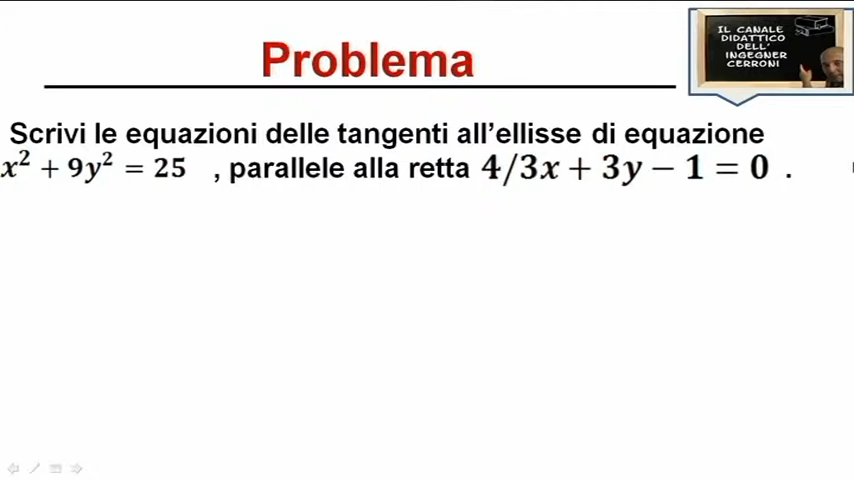 Problema
IL CANALE
DIDATTICO
DELL'
INGEGNER
CERRONI
Scrivi le equazioni delle tangenti all'ellisse di equazione
x² + 9y² = 25 , parallele alla retta 4/3x + 3y − 1 = 0 .